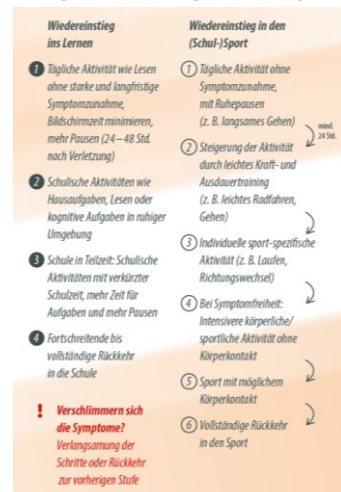 Wiedereinstieg
ins Lernen
1 Tägliche Aktivität wie Lesen
ohne starke und langfristige
Symptomzunahme,
Bildschirmzeit minimieren,
mehr Pausen (24–48 Std.
nach Verletzung)
2 Schulische Aktivitäten wie
Hausaufgaben, Lesen oder
kognitive Aufgaben in ruhiger
Umgebung
3 Schule in Teilzeit: Schulische
Aktivitäten mit verkürzter
Schulzeit, mehr Zeit für
Aufgaben und mehr Pausen
4 Fortschreitende bis
vollständige Rückkehr
in die Schule
! Verschlimmern sich
die Symptome?
Verlangsamung der
Schritte oder Rückkehr
zur vorherigen Stufe
Wiedereinstieg in den
(Schul-)Sport
1 Tägliche Aktivität ohne
Symptomzunahme,
mit Ruhepausen
(z. B. langsames Gehen)
mind.
24 Std.
2 Steigerung der Aktivität
durch leichtes Kraft- und
Ausdauertraining
(z. B. leichtes Radfahren,
Gehen)
3 Individuelle sport-spezifische
Aktivität (z. B. Laufen,
Richtungswechsel)
4 Bei Symptomfreiheit:
Intensivere körperliche/
sportliche Aktivität ohne
Körperkontakt
5 Sport mit möglichem
Körperkontakt
6 Vollständige Rückkehr
in den Sport